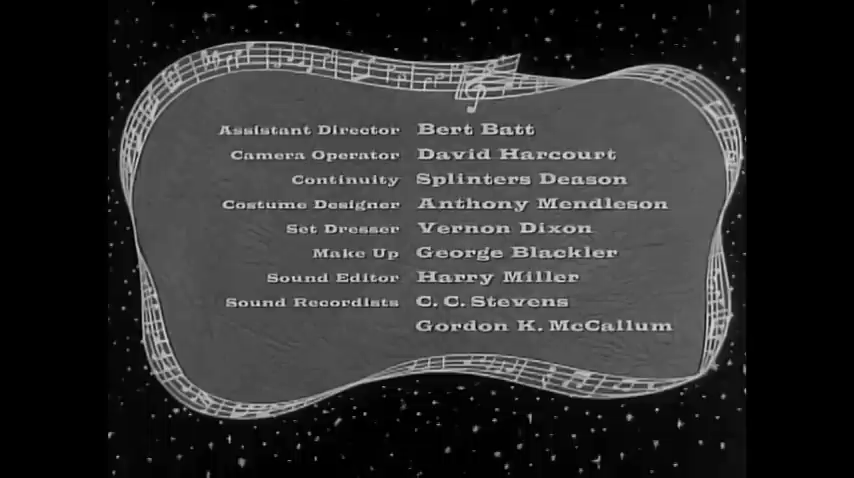 Assistant Director Bert Batt
Camera Operator David Harcourt
Continuity Splinters Deason
Costume Designer Anthony Mendleson
Set Dresser Vernon Dixon
Make Up George Blackler
Sound Editor Harry Miller
Sound Recordists C. C. Stevens
Gordon K. McCallum